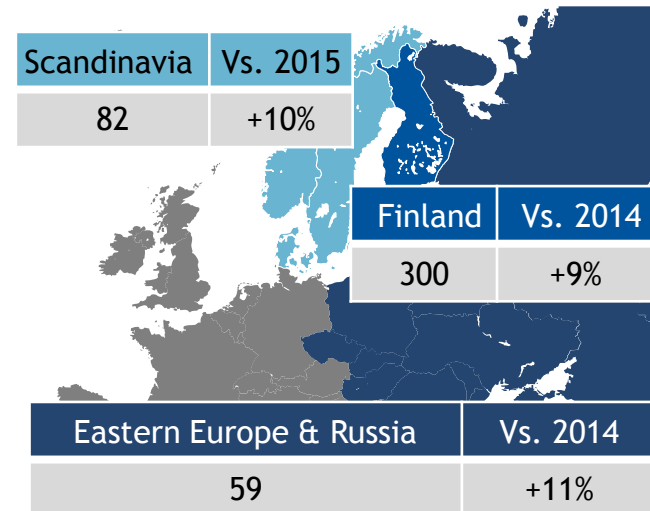 Scandinavia Vs. 2015
82 +10%
Finland Vs. 2014
300 +9%
Eastern Europe & Russia Vs. 2014
59 +11%